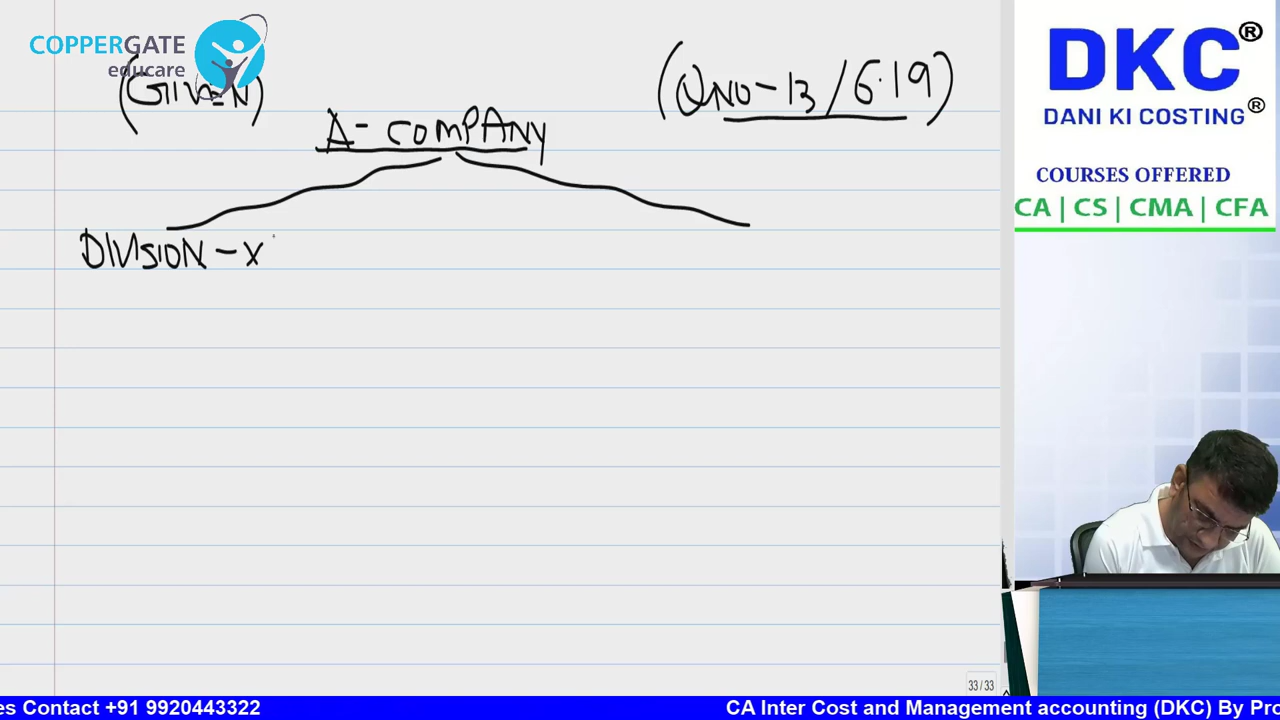 COPPERGATE
educare
(GIVEN)
(QNO-13/6.19)
A-COMPANY
DIVISION-X
33/33
DKC®
DANI KI COSTING®
COURSES OFFERED
CA | CS | CMA | CFA
es Contact +91 9920443322
CA Inter Cost and Management accounting (DKC) By Pro